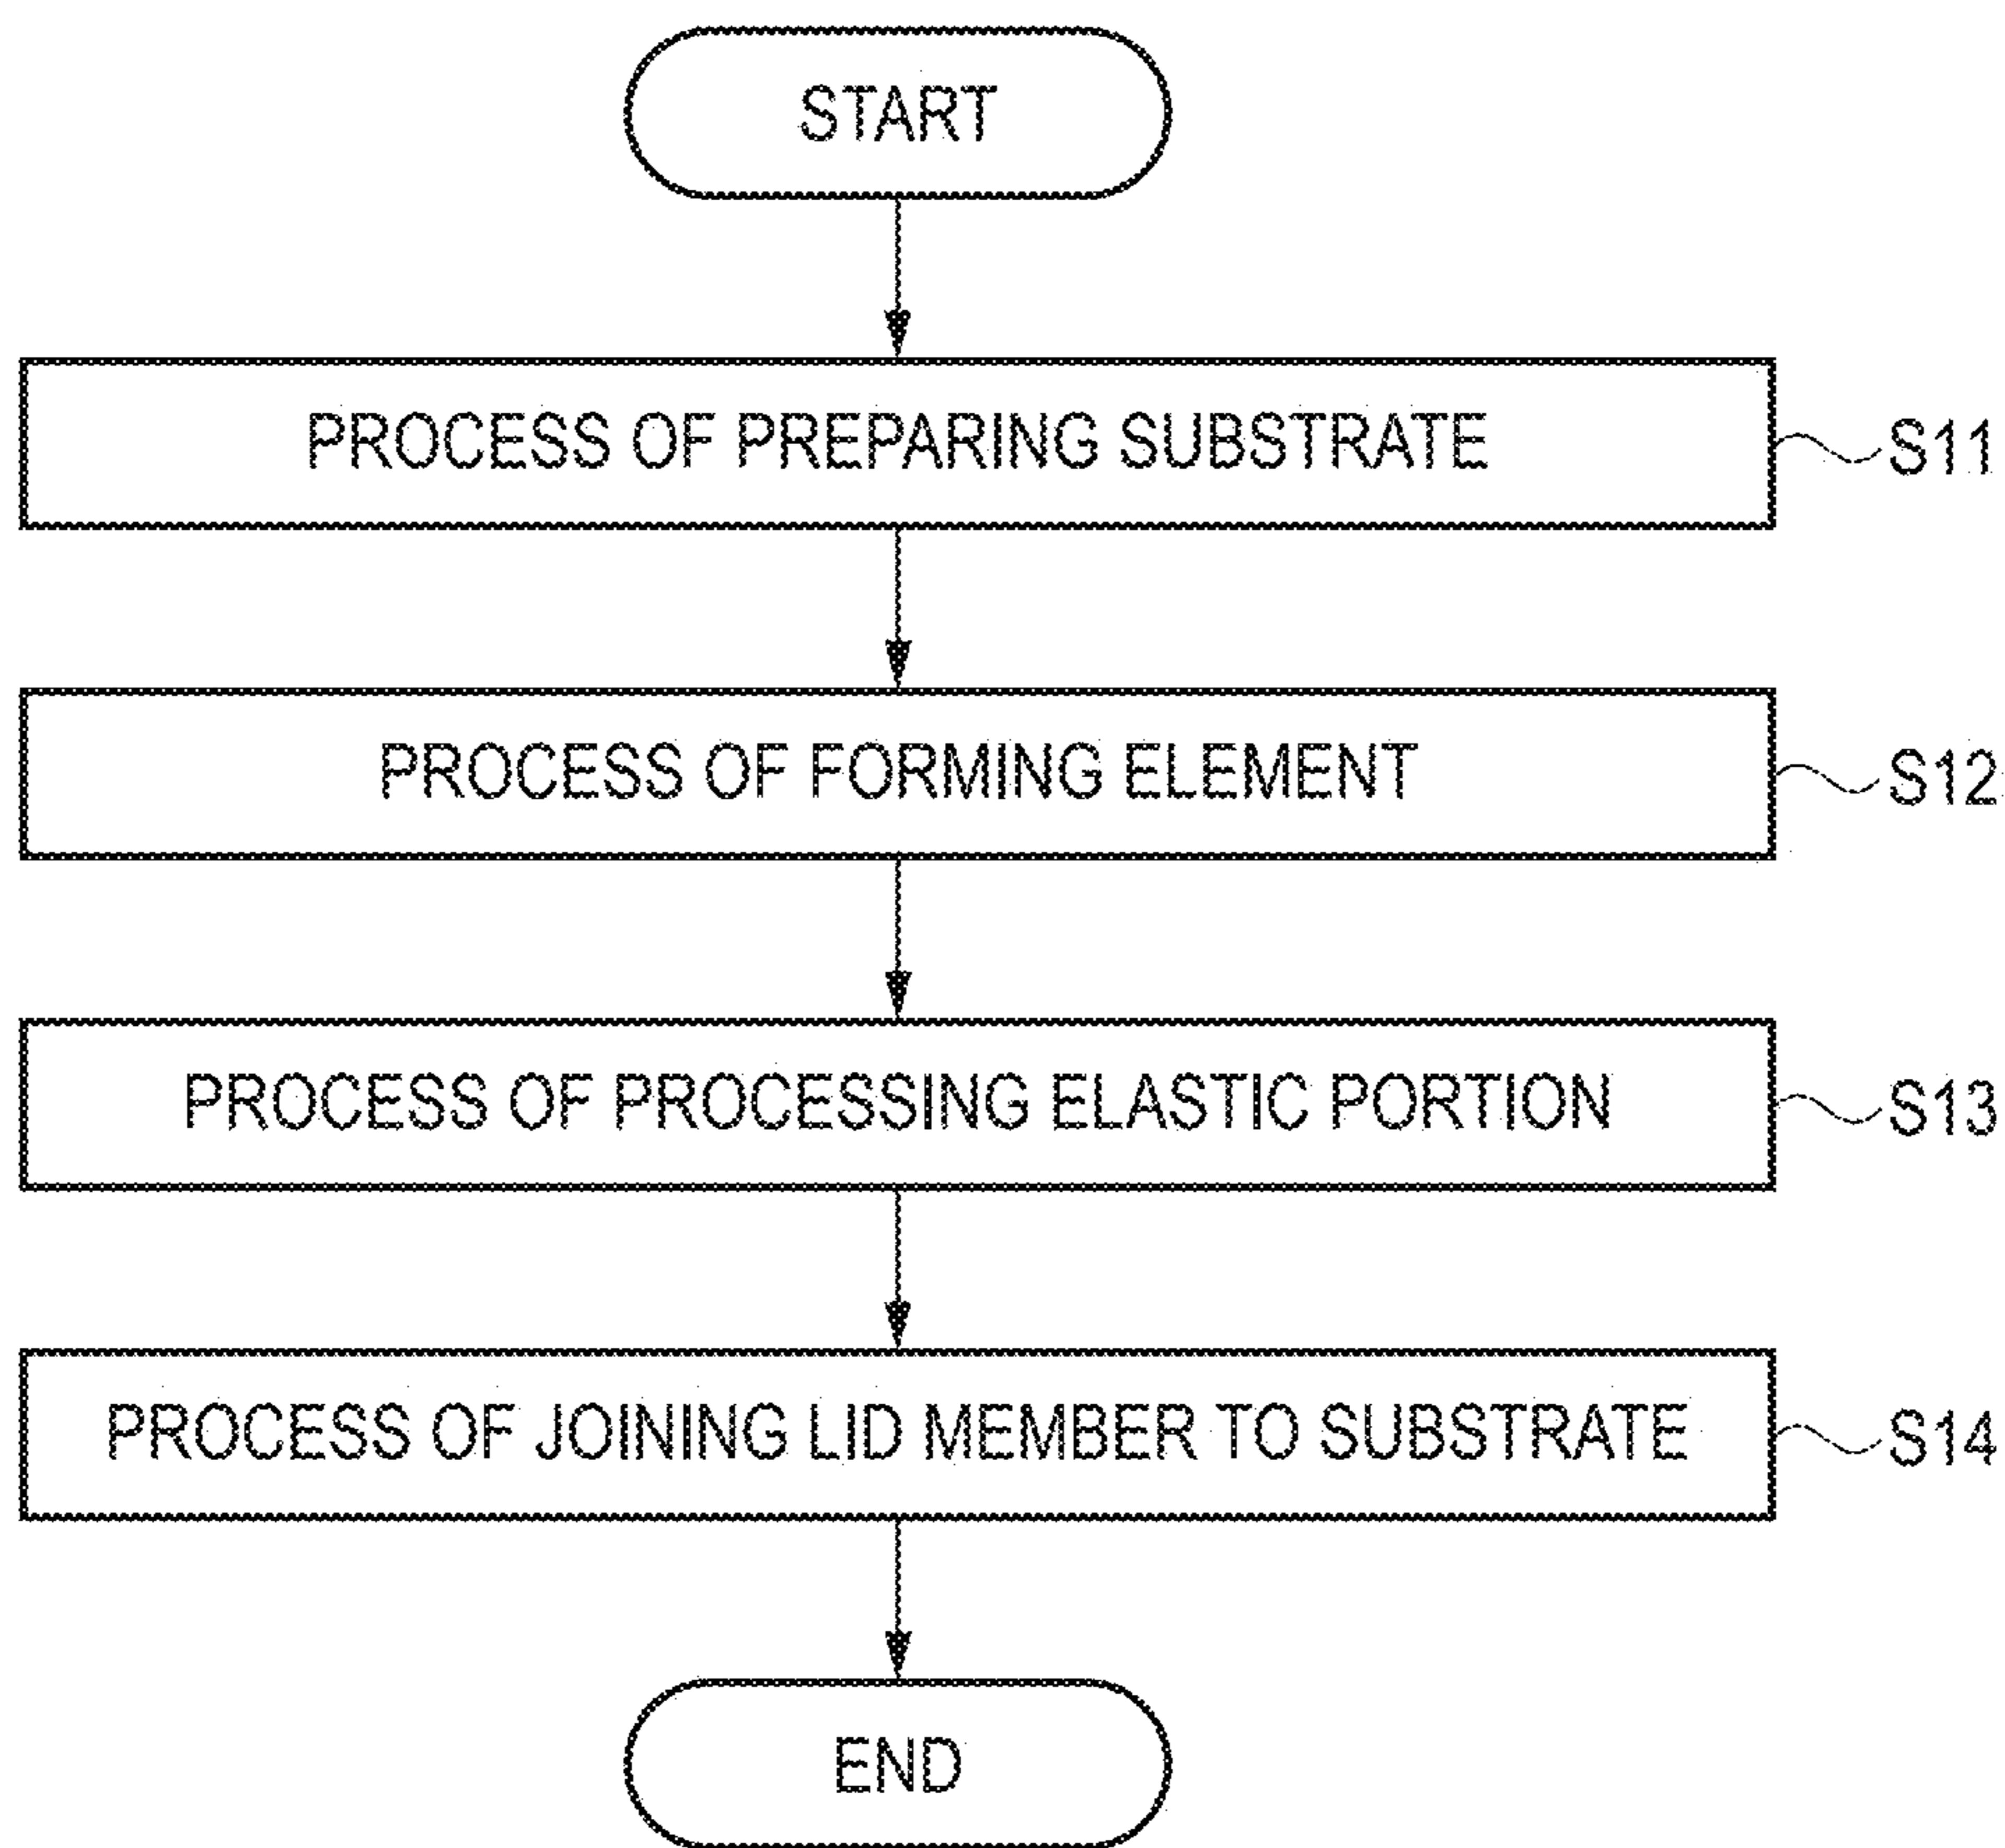 START
PROCESS OF PREPARING SUBSTRATE
S11
PROCESS OF FORMING ELEMENT
S12
PROCESS OF PROCESSING ELASTIC PORTION
S13
PROCESS OF JOINING LID MEMBER TO SUBSTRATE
S14
END